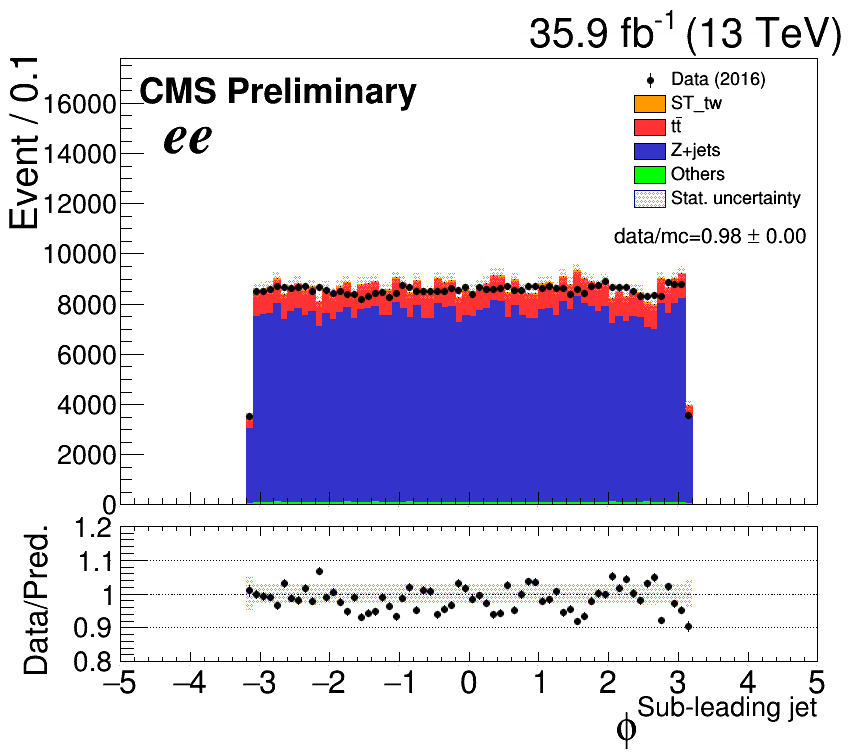 35.9 fb-1 (13 TeV)
CMS Preliminary
ee
Data (2016)
ST_tw
tt̄
Z+jets
Others
Stat. uncertainty
data/mc=0.98 ± 0.00
Event / 0.1
16000
14000
12000
10000
8000
6000
4000
2000
0
Data/Pred.
1.2
1.1
1
0.9
0.8
−5 −4 −3 −2 −1 0 1 2 3 4 5
ϕ Sub-leading jet